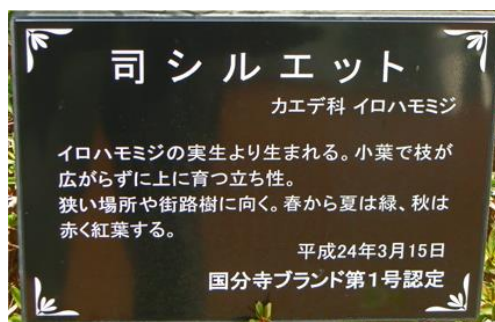 司シルエット
カエデ科 イロハモミジ
イロハモミジの実生より生まれる。小葉で枝が
広がらずに上に育つ立ち性。
狭い場所や街路樹に向く。春から夏は緑、秋は
赤く紅葉する。
平成24年3月15日
国分寺ブランド第1号認定